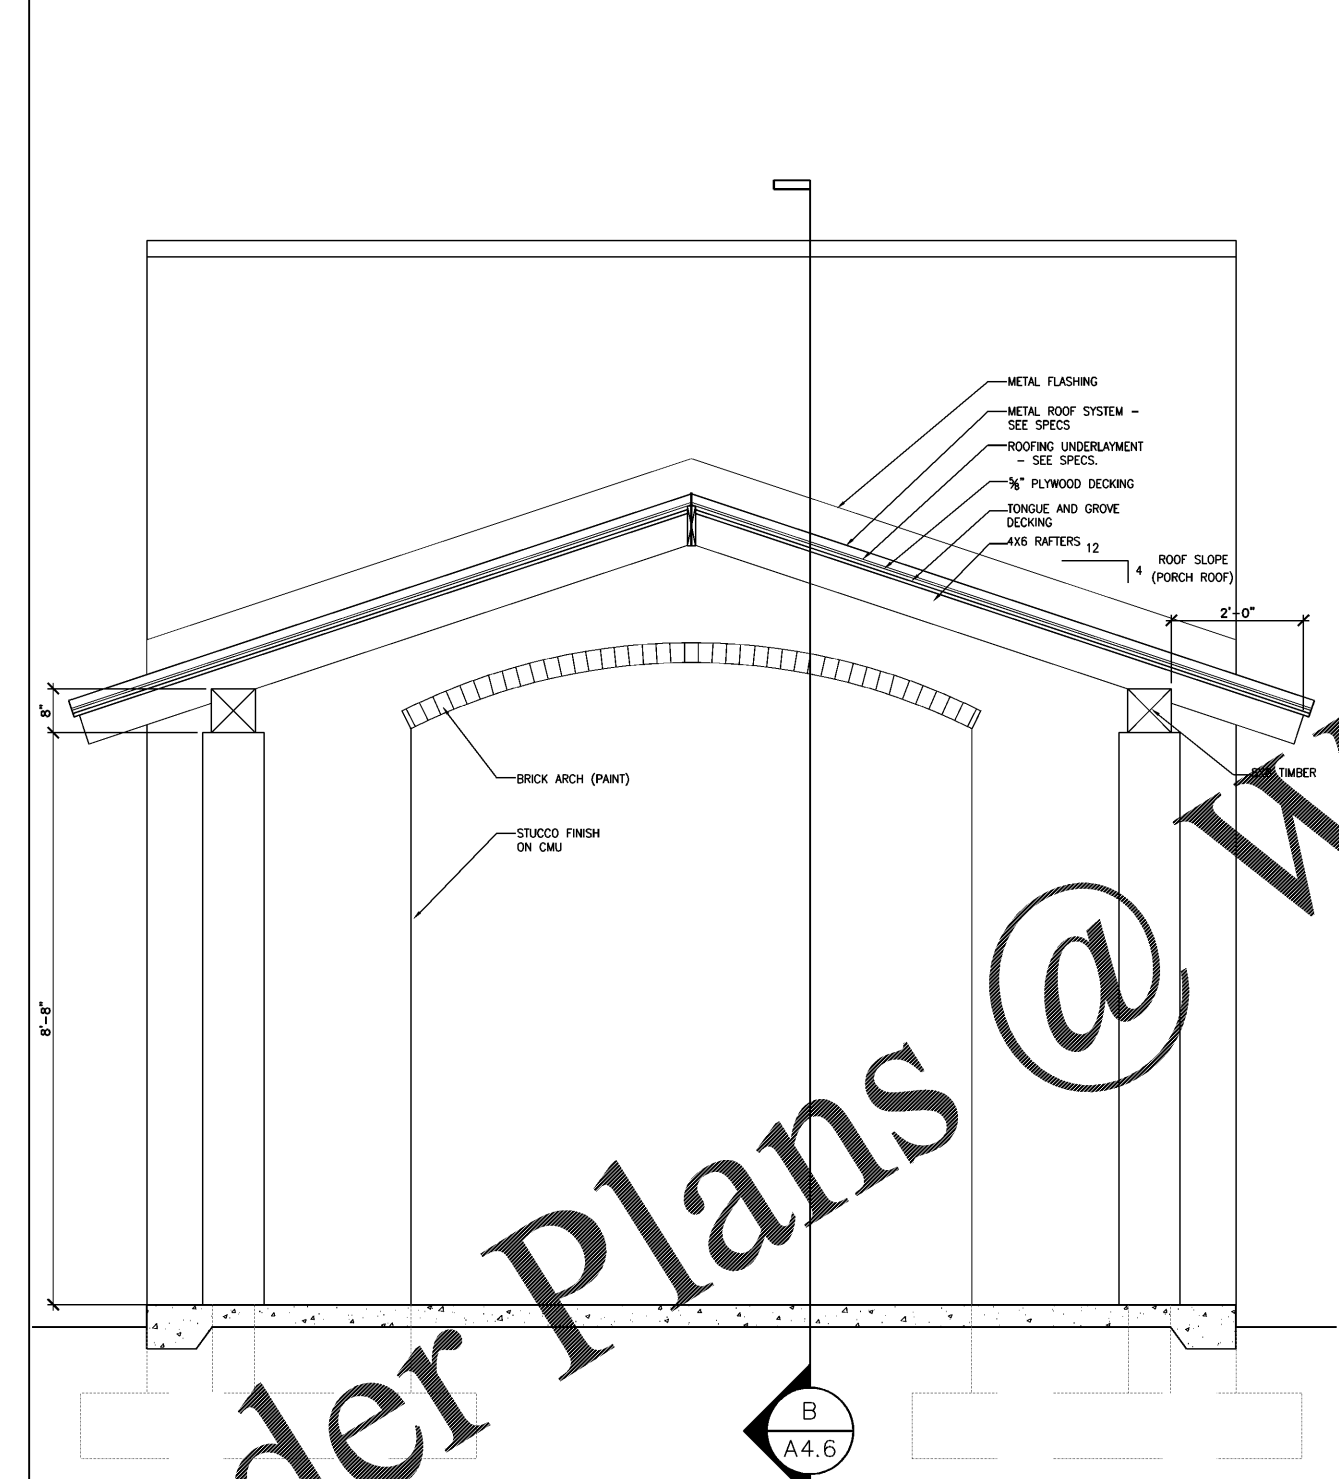 METAL FLASHING
METAL ROOF SYSTEM -
SEE SPECS
ROOFING UNDERLAYMENT
- SEE SPECS.
⅝" PLYWOOD DECKING
TONGUE AND GROVE
DECKING
4X6 RAFTERS
12
4
ROOF SLOPE
(PORCH ROOF)
2'-0"
8"
TIMBER
BRICK ARCH (PAINT)
STUCCO FINISH
ON CMU
8'-8"
der Plans @ W
B
A4.6